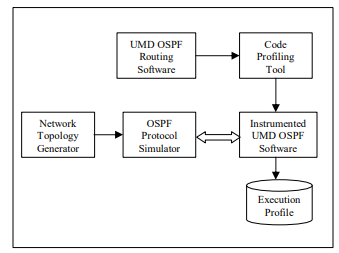 UMD OSPF
Routing
Software
Code
Profiling
Tool
Network
Topology
Generator
OSPF
Protocol
Simulator
Instrumented
UMD OSPF
Software
Execution
Profile